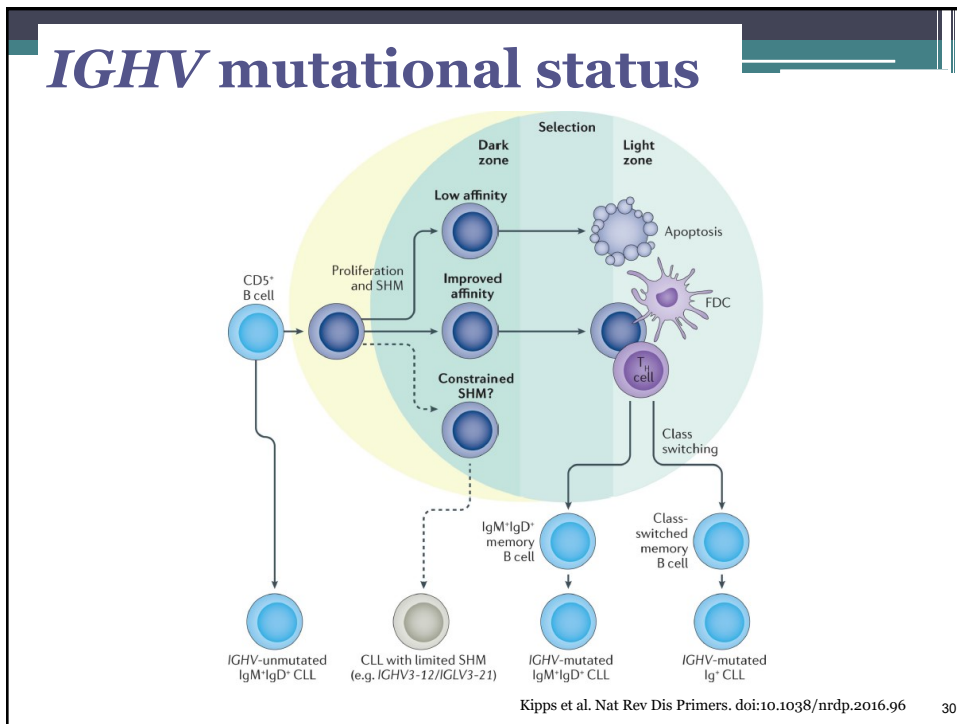 IGHV mutational status
Selection
Dark
zone
Light
zone
Low affinity
Apoptosis
Proliferation
and SHM
CD5⁺
B cell
Improved
affinity
FDC
T_H
cell
Constrained
SHM?
Class
switching
IgM⁺IgD⁺
memory
B cell
Class-
switched
memory
B cell
IGHV-unmutated
IgM⁺IgD⁺ CLL
CLL with limited SHM
(e.g. IGHV3-12/IGLV3-21)
IGHV-mutated
IgM⁺IgD⁺ CLL
IGHV-mutated
Ig⁺ CLL
Kipps et al. Nat Rev Dis Primers. doi:10.1038/nrdp.2016.96
30